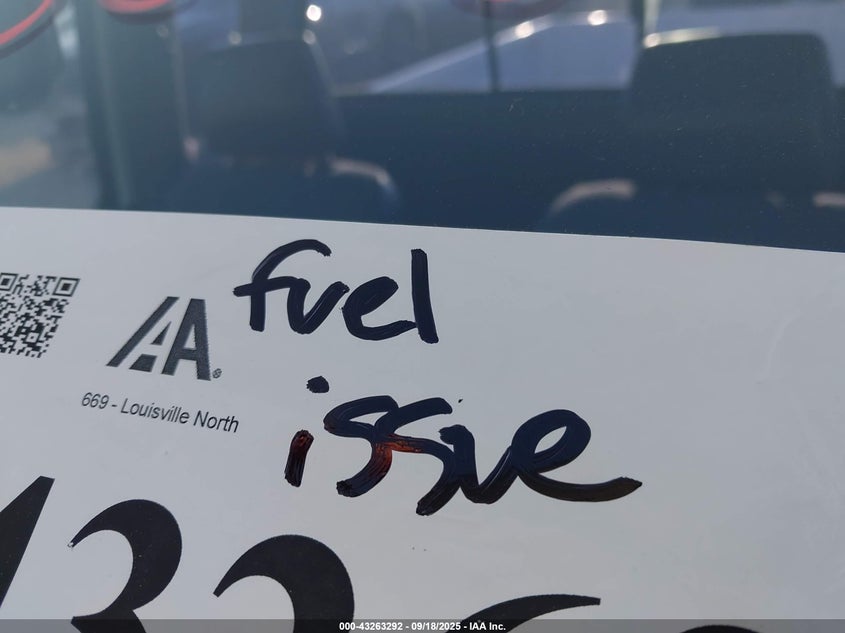 fuel
issue
IAA®
669 - Louisville North
000-43263292 - 09/18/2025 - IAA Inc.